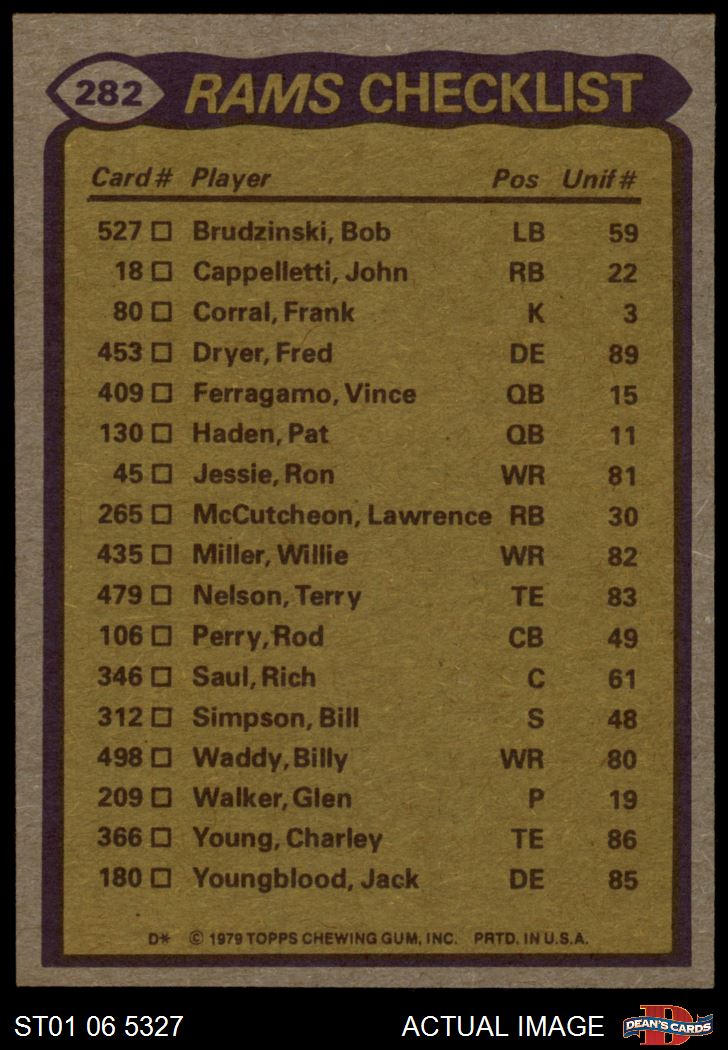 282 RAMS CHECKLIST
Card # Player Pos Unif #
527 □ Brudzinski, Bob LB 59
18 □ Cappelletti, John RB 22
80 □ Corral, Frank K 3
453 □ Dryer, Fred DE 89
409 □ Ferragamo, Vince QB 15
130 □ Haden, Pat QB 11
45 □ Jessie, Ron WR 81
265 □ McCutcheon, Lawrence RB 30
435 □ Miller, Willie WR 82
479 □ Nelson, Terry TE 83
106 □ Perry, Rod CB 49
346 □ Saul, Rich C 61
312 □ Simpson, Bill S 48
498 □ Waddy, Billy WR 80
209 □ Walker, Glen P 19
366 □ Young, Charley TE 86
180 □ Youngblood, Jack DE 85
D* © 1979 TOPPS CHEWING GUM, INC. PRTD. IN U.S.A.
ST01 06 5327 ACTUAL IMAGE D DEAN'S CARDS